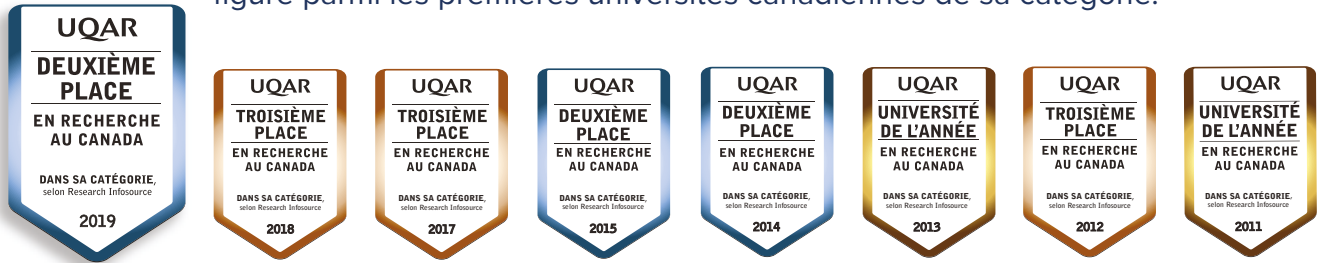 figure parmi les premières universités canadiennes de sa catégorie.
UQAR
DEUXIÈME
PLACE
EN RECHERCHE
AU CANADA
DANS SA CATÉGORIE,
selon Research Infosource
2019
UQAR
TROISIÈME
PLACE
EN RECHERCHE
AU CANADA
DANS SA CATÉGORIE,
selon Research Infosource
2018
UQAR
TROISIÈME
PLACE
EN RECHERCHE
AU CANADA
DANS SA CATÉGORIE,
selon Research Infosource
2017
UQAR
DEUXIÈME
PLACE
EN RECHERCHE
AU CANADA
DANS SA CATÉGORIE,
selon Research Infosource
2015
UQAR
DEUXIÈME
PLACE
EN RECHERCHE
AU CANADA
DANS SA CATÉGORIE,
selon Research Infosource
2014
UQAR
UNIVERSITÉ
DE L'ANNÉE
EN RECHERCHE
AU CANADA
DANS SA CATÉGORIE,
selon Research Infosource
2013
UQAR
TROISIÈME
PLACE
EN RECHERCHE
AU CANADA
DANS SA CATÉGORIE,
selon Research Infosource
2012
UQAR
UNIVERSITÉ
DE L'ANNÉE
EN RECHERCHE
AU CANADA
DANS SA CATÉGORIE,
selon Research Infosource
2011